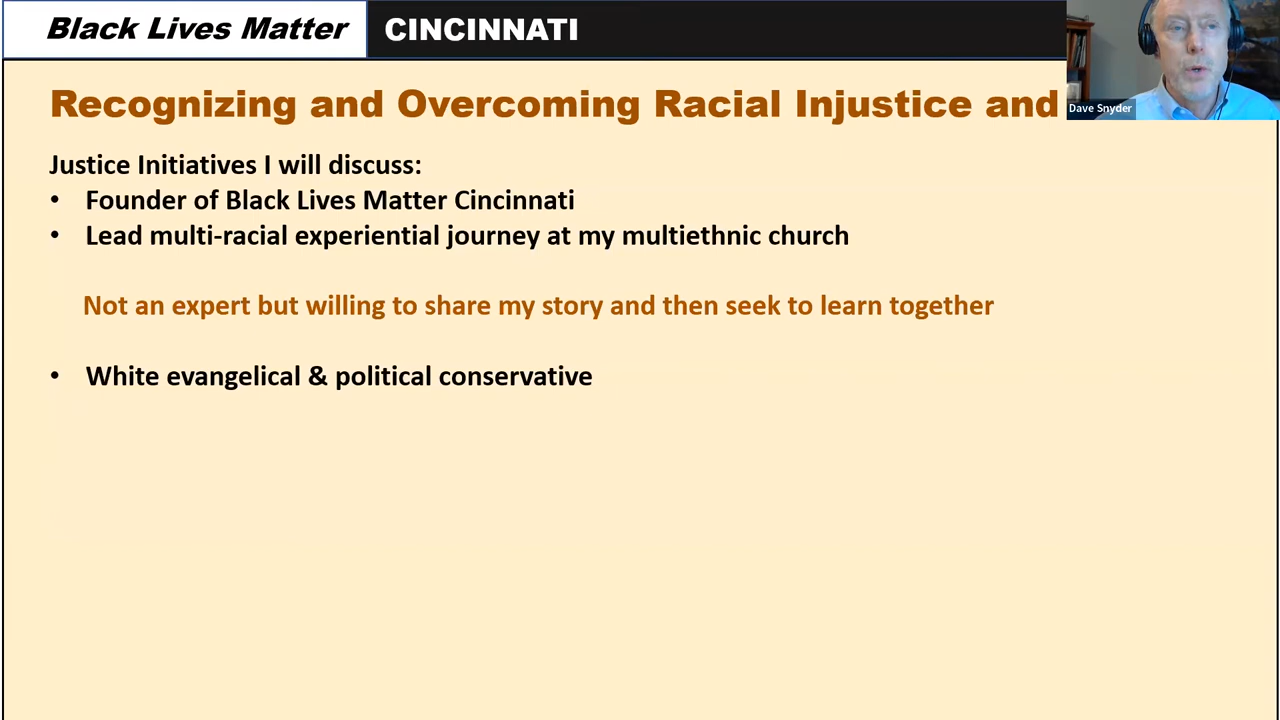 Black Lives Matter CINCINNATI
Recognizing and Overcoming Racial Injustice and
Dave Snyder
Justice Initiatives I will discuss:
• Founder of Black Lives Matter Cincinnati
• Lead multi-racial experiential journey at my multiethnic church
Not an expert but willing to share my story and then seek to learn together
• White evangelical & political conservative